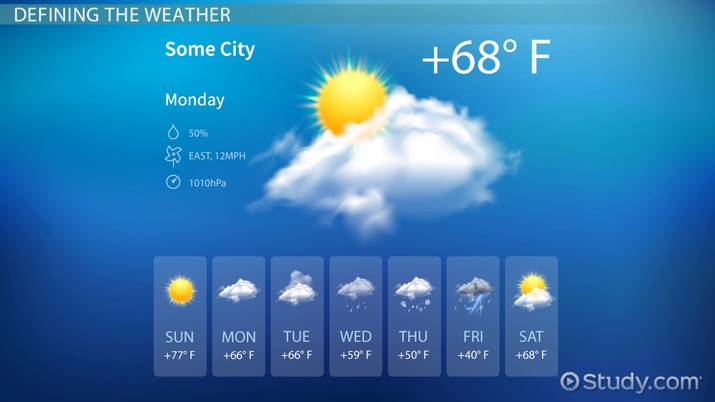 DEFINING THE WEATHER
Some City
+68° F
Monday
50%
EAST, 12MPH
1010hPa
SUN
+77° F
MON
+66° F
TUE
+66° F
WED
+59° F
THU
+50° F
FRI
+40° F
SAT
+68° F
Study.com